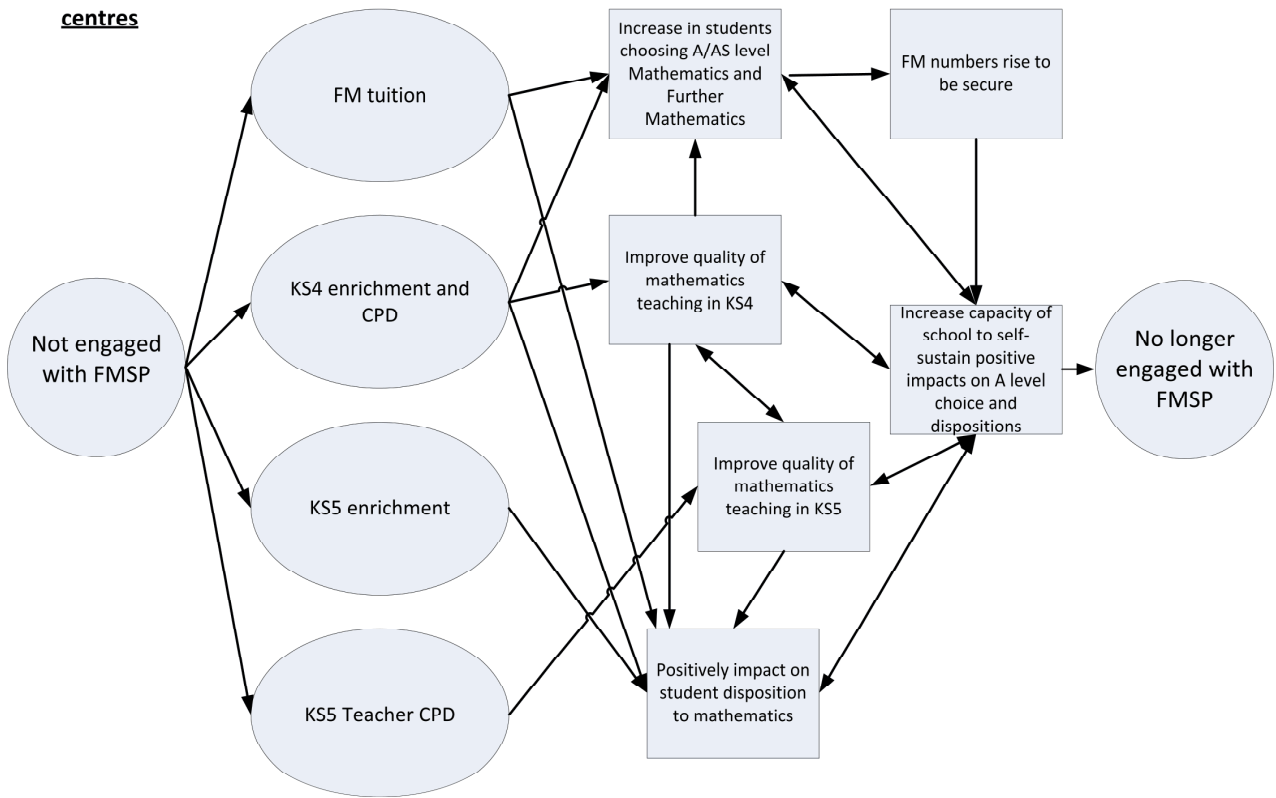 centres
FM tuition
KS4 enrichment and
CPD
Not engaged
with FMSP
KS5 enrichment
KS5 Teacher CPD
Increase in students
choosing A/AS level
Mathematics and
Further
Mathematics
FM numbers rise to
be secure
Improve quality of
mathematics
teaching in KS4
Improve quality of
mathematics
teaching in KS5
Positively impact on
student disposition
to mathematics
Increase capacity of
school to self-
sustain positive
impacts on A level
choice and
dispositions
No longer
engaged with
FMSP